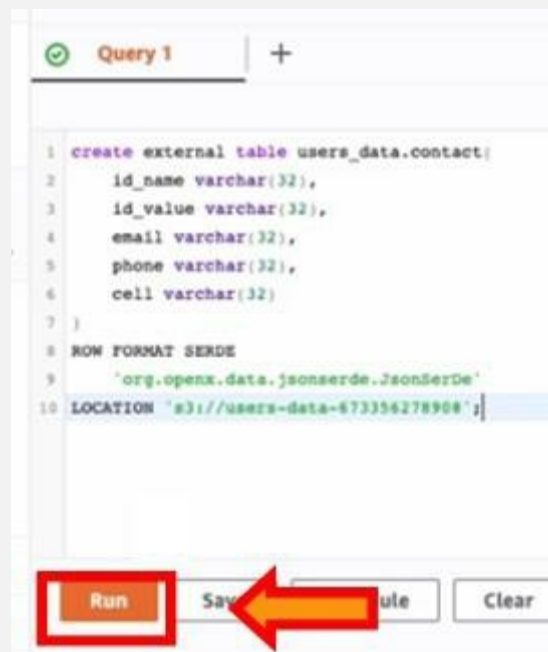 Query 1 +
1 create external table users_data.contact(
2 id_name varchar(32),
3 id_value varchar(32),
4 email varchar(32),
5 phone varchar(32),
6 cell varchar(32)
7 )
8 ROW FORMAT SERDE
9 'org.openx.data.jsonserde.JsonSerDe'
10 LOCATION 's3://users-data-673356278908';
Run Sav ule Clear